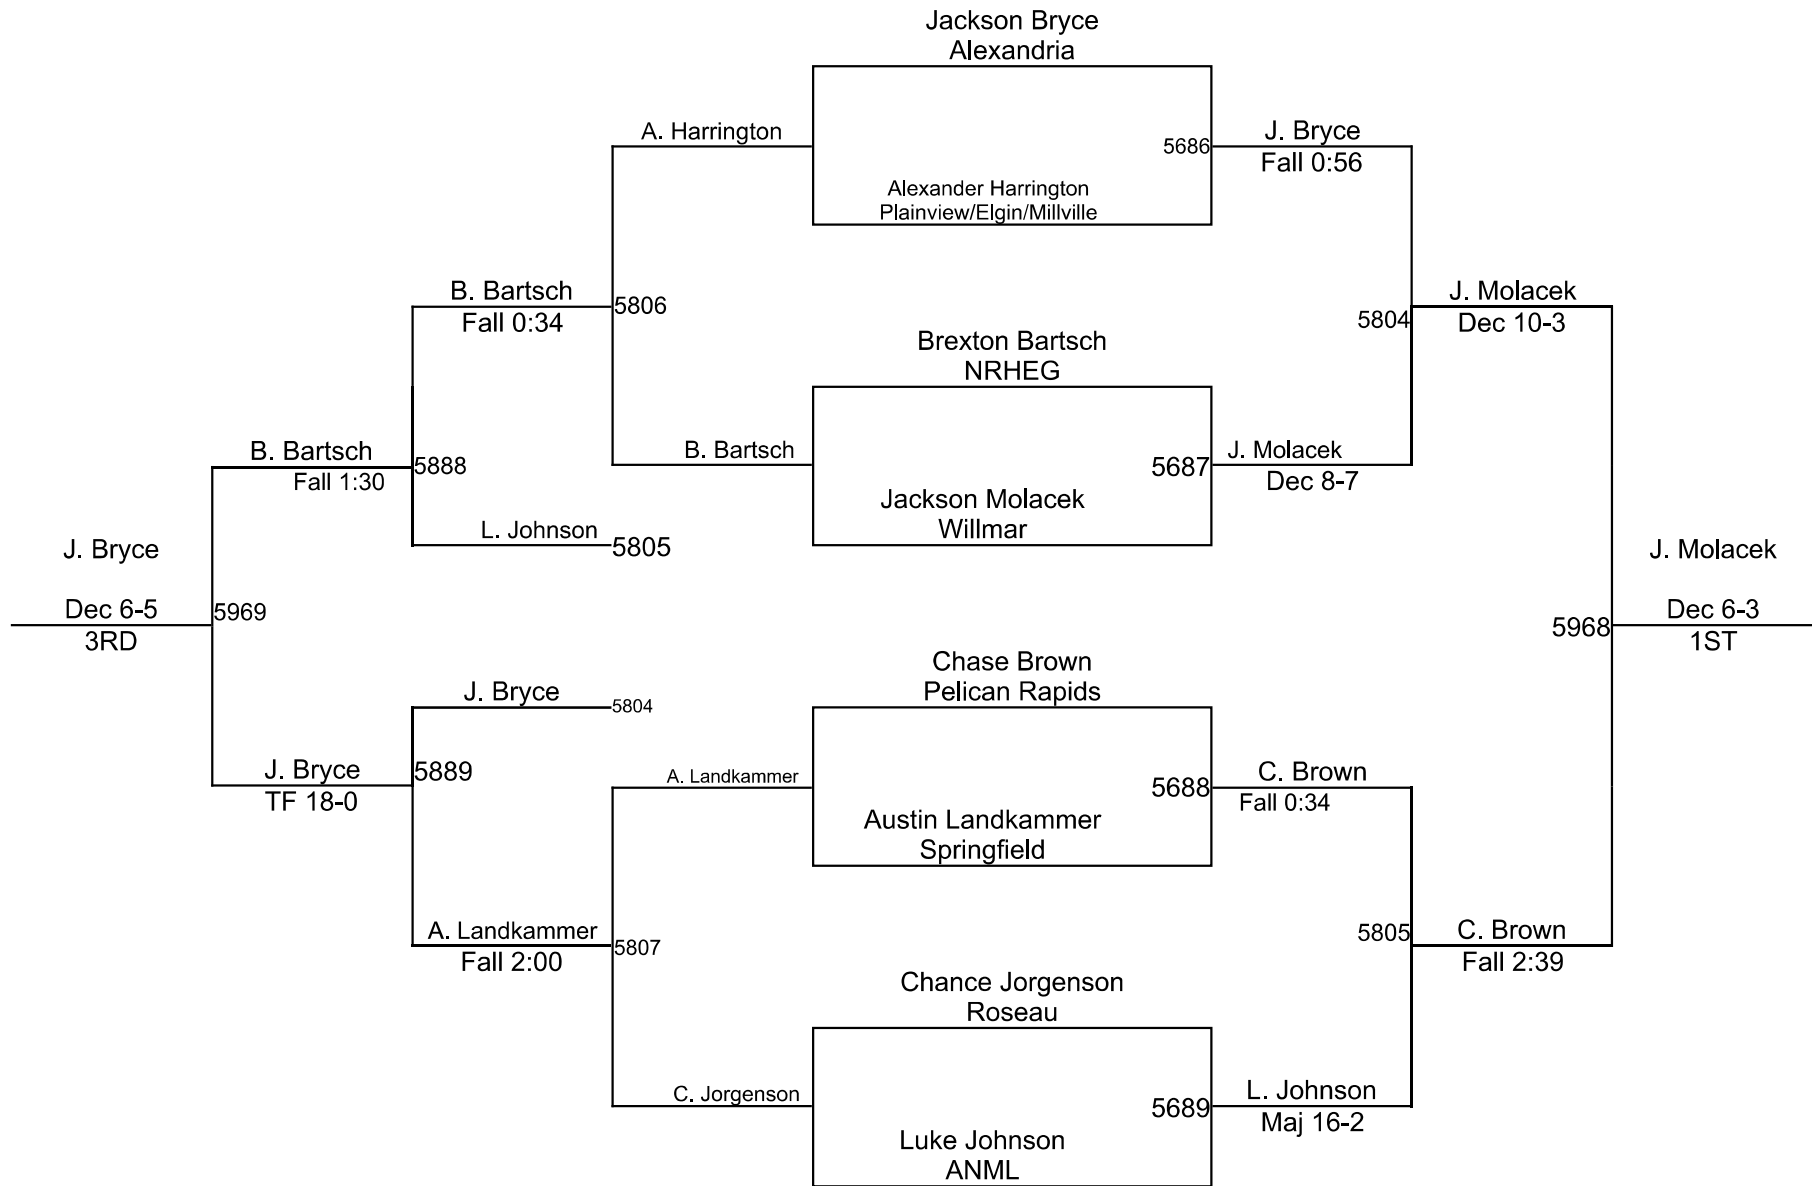 Jackson Bryce
Alexandria
A. Harrington
5686
J. Bryce
Fall 0:56
Alexander Harrington
Plainview/Elgin/Millville
B. Bartsch
Fall 0:34
5806
5804
J. Molacek
Dec 10-3
Brexton Bartsch
NRHEG
B. Bartsch
Fall 1:30
5888
B. Bartsch
5687
J. Molacek
Dec 8-7
Jackson Molacek
Willmar
L. Johnson
5805
J. Bryce
Dec 6-5
3RD
5969
J. Molacek
5968
Dec 6-3
1ST
Chase Brown
Pelican Rapids
J. Bryce
5804
J. Bryce
TF 18-0
5889
A. Landkammer
5688
C. Brown
Fall 0:34
Austin Landkammer
Springfield
A. Landkammer
Fall 2:00
5807
5805
C. Brown
Fall 2:39
Chance Jorgenson
Roseau
C. Jorgenson
5689
L. Johnson
Maj 16-2
Luke Johnson
ANML